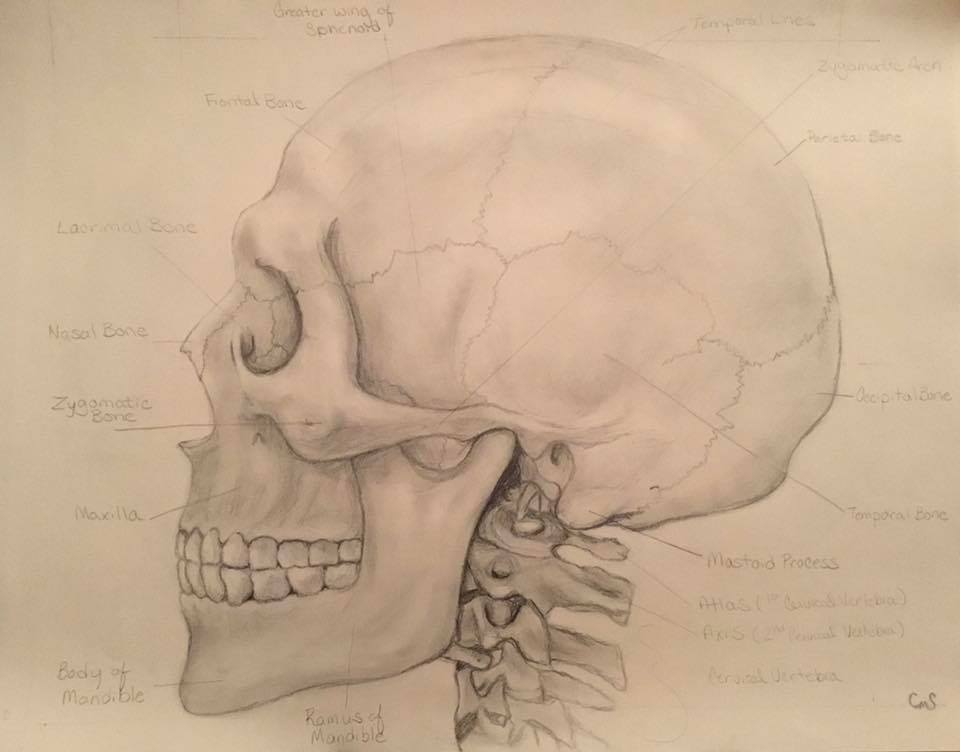 Greater wing of
Sphenoid
Temporal Lines
Zygomatic Arch
Frontal Bone
Parietal Bone
Lacrimal Bone
Nasal Bone
Zygomatic
Bone
Occipital Bone
Maxilla
Temporal Bone
Mastoid Process
Atlas (1st Cervical Vertebra)
Axis (2nd Cervical Vertebra)
Cervical Vertebra
Body of
Mandible
Ramus of
Mandible
CMS